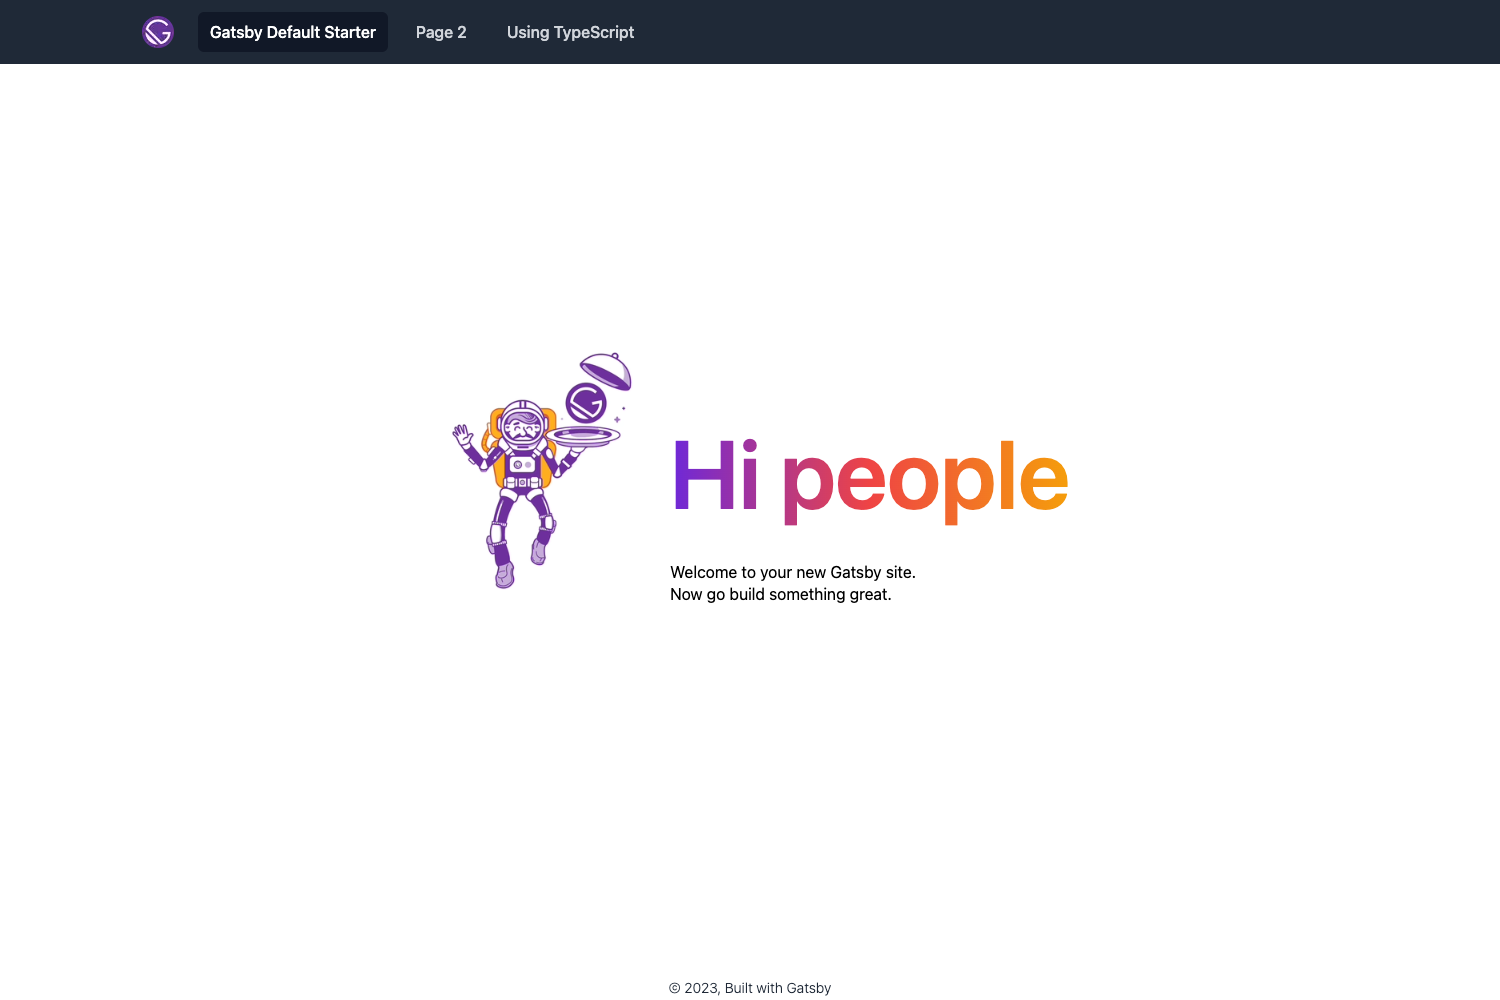 Gatsby Default Starter
Page 2
Using TypeScript
Hi people
Welcome to your new Gatsby site.
Now go build something great.
© 2023, Built with Gatsby